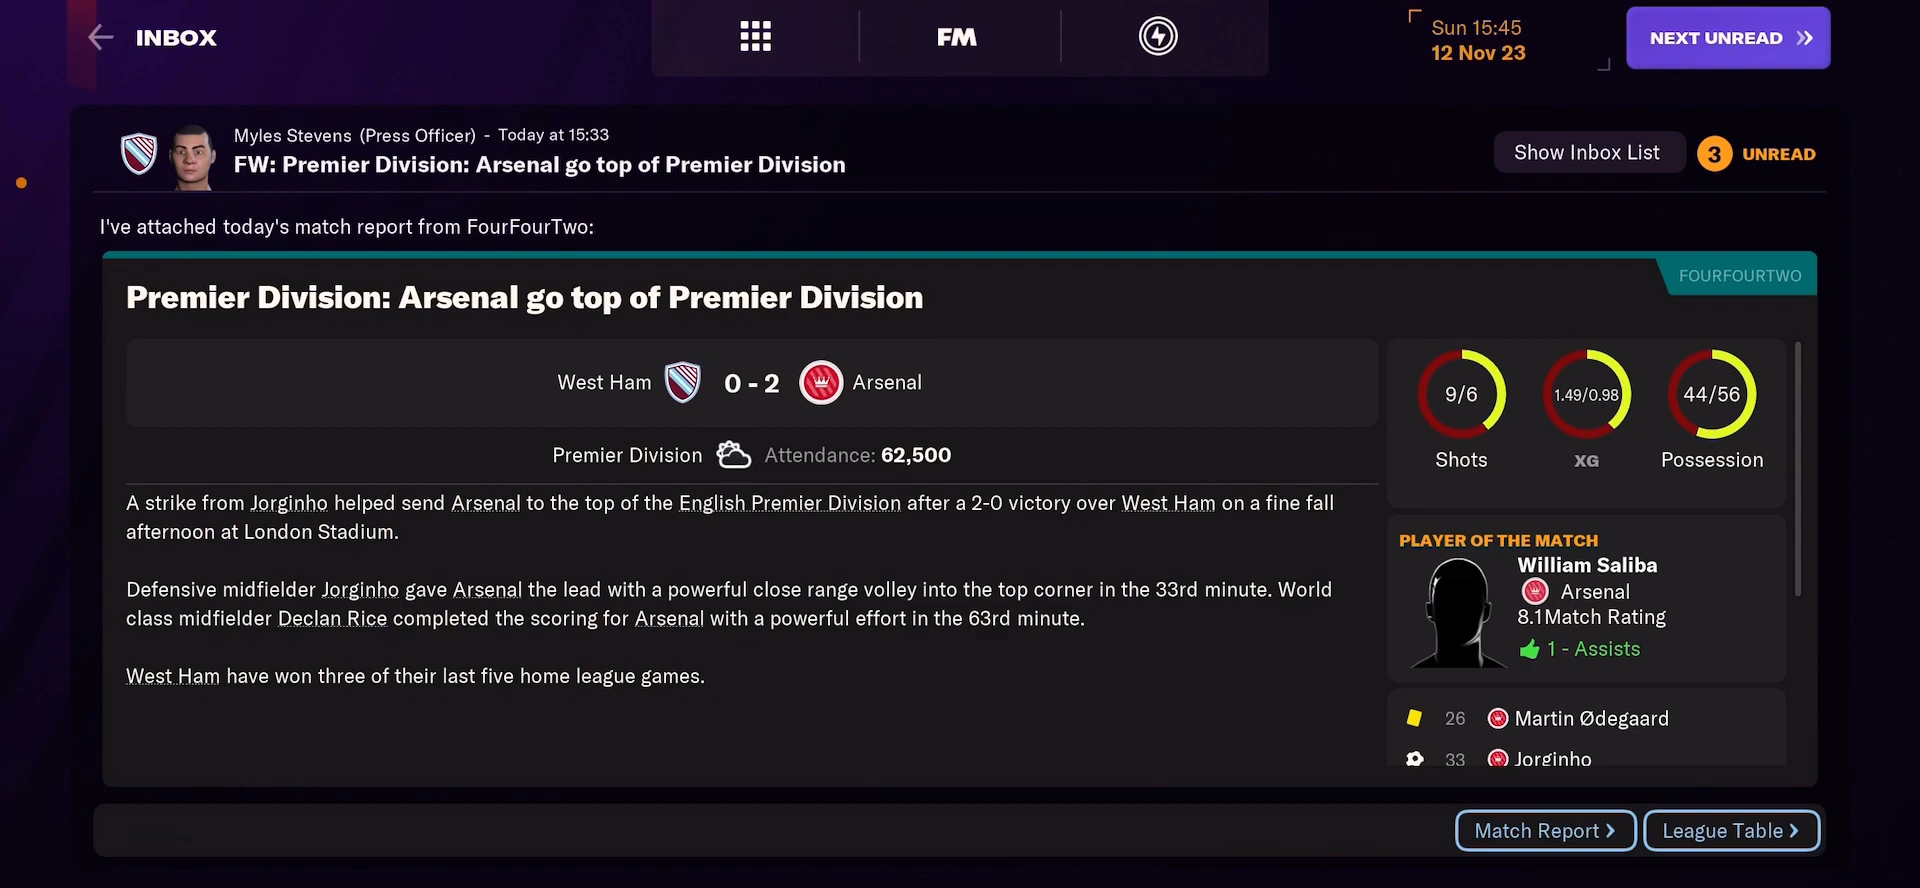 INBOX
FM
Sun 15:45
12 Nov 23
NEXT UNREAD
Myles Stevens (Press Officer) - Today at 15:33
FW: Premier Division: Arsenal go top of Premier Division
Show Inbox List
3 UNREAD
I've attached today's match report from FourFourTwo:
FOURFOURTWO
Premier Division: Arsenal go top of Premier Division
West Ham 0 - 2 Arsenal
Premier Division Attendance: 62,500
A strike from Jorginho helped send Arsenal to the top of the English Premier Division after a 2-0 victory over West Ham on a fine fall
afternoon at London Stadium.
Defensive midfielder Jorginho gave Arsenal the lead with a powerful close range volley into the top corner in the 33rd minute. World
class midfielder Declan Rice completed the scoring for Arsenal with a powerful effort in the 63rd minute.
West Ham have won three of their last five home league games.
9/6
1.49/0.98
44/56
Shots
XG
Possession
PLAYER OF THE MATCH
William Saliba
Arsenal
8.1Match Rating
1 - Assists
26 Martin Ødegaard
33 Jorginho
Match Report
League Table